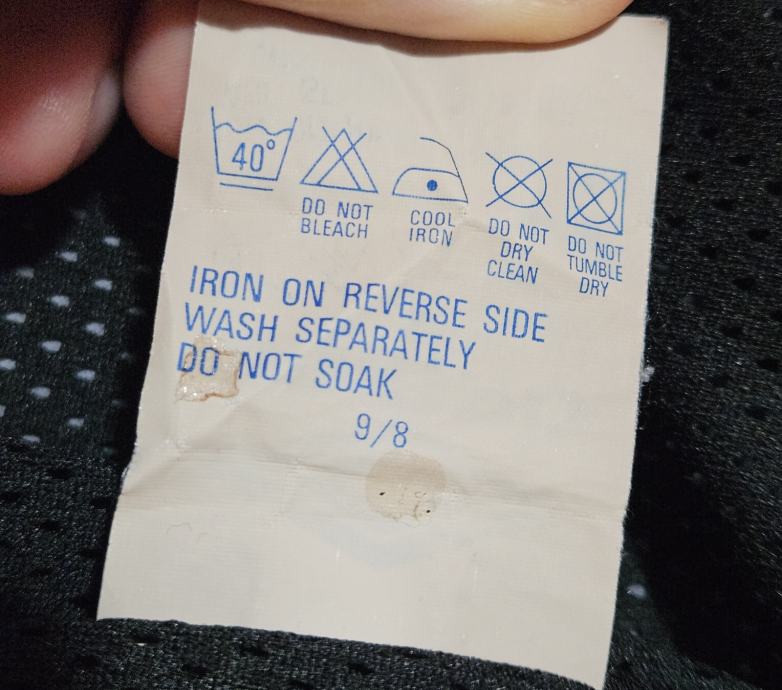 40°
DO NOT
BLEACH
COOL
IRON
DO NOT
DRY
CLEAN
DO NOT
TUMBLE
DRY
IRON ON REVERSE SIDE
WASH SEPARATELY
DO NOT SOAK
9/8